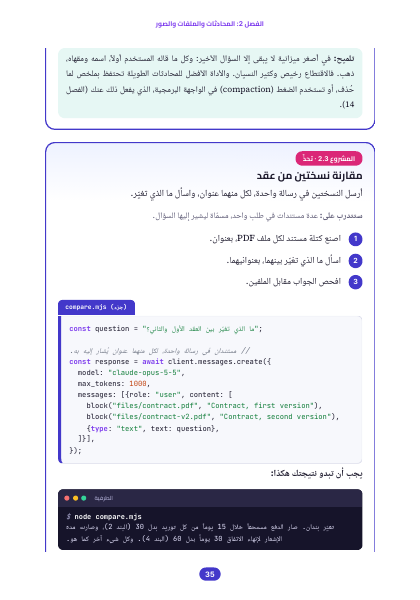 الفصل 2: المحادثات والملفات والصور
تلميح: في أصغر ميزانية لا يبقى إلا السؤال الأخير: وكل ما قاله المستخدم أولًا، اسمه ومقهاه،
ذهب. فالاقتطاع رخيص وكثير النسيان. والأداة الأفضل للمحادثات الطويلة تحتفظ بملخص لما
حُذف، أو تستخدم الضغط (compaction) في الواجهة البرمجية، الذي يفعل ذلك عنك (الفصل
14).
المشروع 2.3 · تحدٍّ
مقارنة نسختين من عقد
أرسل النسختين في رسالة واحدة، لكل منهما عنوان، واسأل ما الذي تغيّر.
ستتدرب على: عدة مستندات في طلب واحد، مسمّاة ليشير إليها السؤال.
1 اصنع كتلة مستند لكل ملف PDF، بعنوان.
2 اسأل ما الذي تغيّر بينهما، بعنوانيهما.
3 افحص الجواب مقابل الملفين.
compare.mjs (جزء)
const question = "ما الذي تغيّر بين العقد الأول والثاني؟";
// مستندان في رسالة واحدة، لكل منهما عنوان يُشار إليه به.
const response = await client.messages.create({
model: "claude-opus-5-5",
max_tokens: 1000,
messages: [{role: "user", content: [
block("files/contract.pdf", "Contract, first version"),
block("files/contract-v2.pdf", "Contract, second version"),
{type: "text", text: question},
]}],
});
يجب أن تبدو نتيجتك هكذا:
الطرفية
$ node compare.mjs
تغيّر بندان. صار الدفع مستحقًا خلال 15 يومًا من كل توريد بدل 30 (البند 2)، وصارت مدة
الإشعار لإنهاء الاتفاق 30 يومًا بدل 60 (البند 4). وكل شيء آخر كما هو.
35